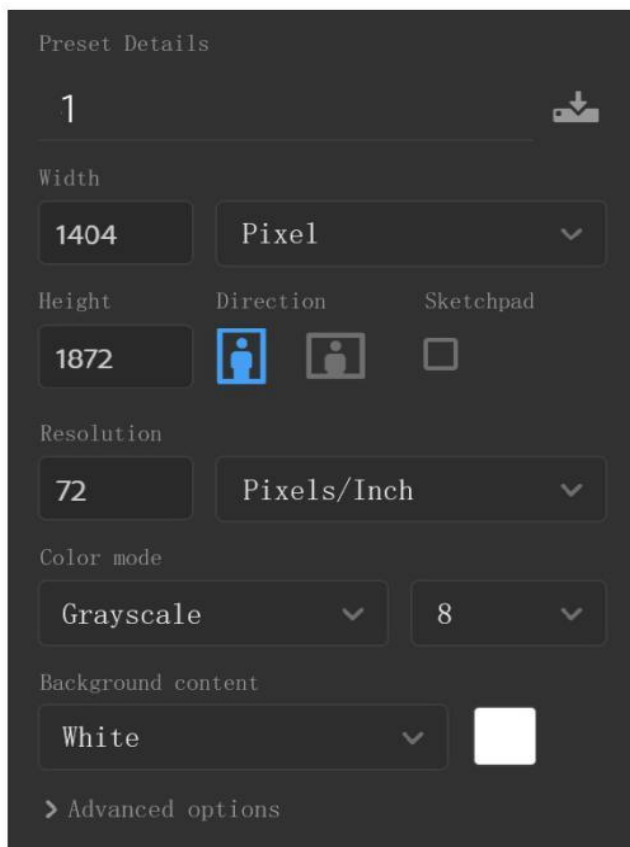 Preset Details
1
Width
1404 Pixel
Height Direction Sketchpad
1872
Resolution
72 Pixels/Inch
Color mode
Grayscale 8
Background content
White
Advanced options